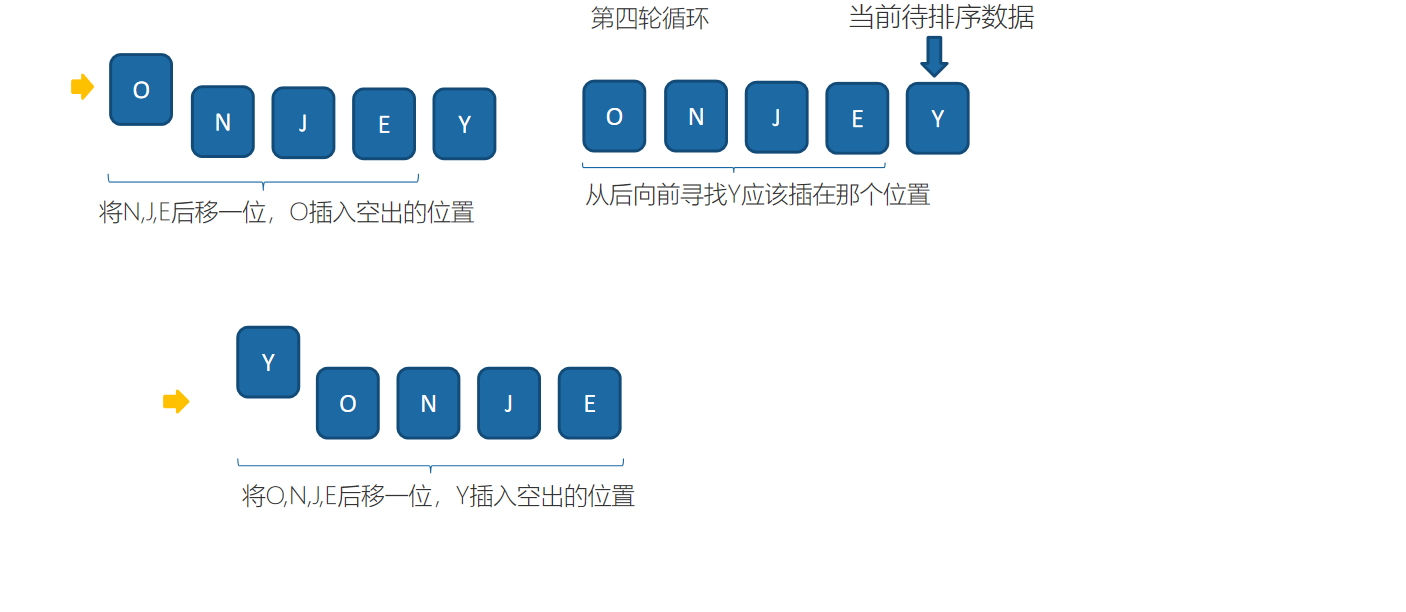 第四轮循环
当前待排序数据
O N J E Y
将N,J,E后移一位，O插入空出的位置
O N J E Y
从后向前寻找Y应该插在那个位置
Y O N J E
将O,N,J,E后移一位，Y插入空出的位置